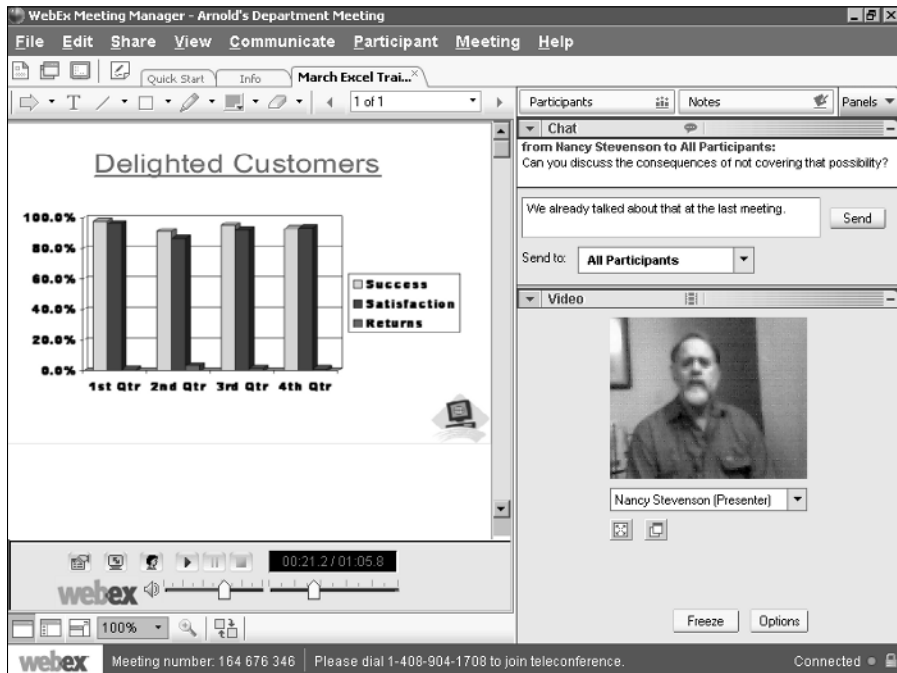 WebEx Meeting Manager - Arnold's Department Meeting
File Edit Share View Communicate Participant Meeting Help
Quick Start Info March Excel Trai...
1 of 1
Participants Notes Panels
Chat
from Nancy Stevenson to All Participants:
Can you discuss the consequences of not covering that possibility?
We already talked about that at the last meeting.
Send
Send to: All Participants
Video
Nancy Stevenson (Presenter)
Freeze Options
Delighted Customers
100.0%
80.0%
60.0%
40.0%
20.0%
0.0%
1st Qtr 2nd Qtr 3rd Qtr 4th Qtr
Success
Satisfaction
Returns
00:21.2 / 01:05.8
webex
100%
webex Meeting number: 164 676 346 Please dial 1-408-904-1708 to join teleconference. Connected